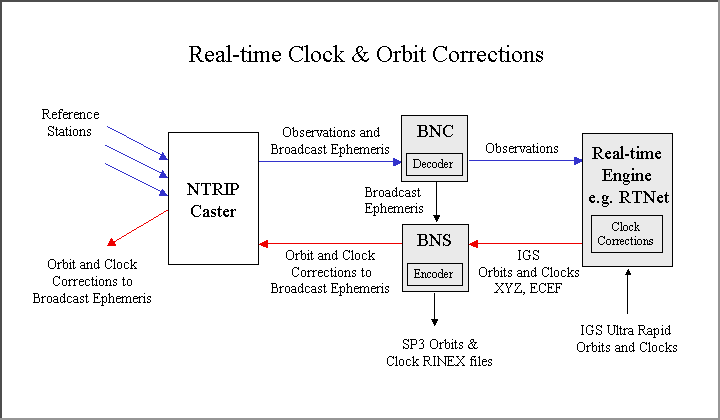 Real-time Clock & Orbit Corrections
Reference
Stations
NTRIP
Caster
Observations and
Broadcast Ephemeris
BNC
Decoder
Observations
Real-time
Engine
e.g. RTNet
Clock
Corrections
Broadcast
Ephemeris
BNS
Encoder
Orbit and Clock
Corrections to
Broadcast Ephemeris
IGS
Orbits and Clocks
XYZ, ECEF
Orbit and Clock
Corrections to
Broadcast Ephemeris
SP3 Orbits &
Clock RINEX files
IGS Ultra Rapid
Orbits and Clocks